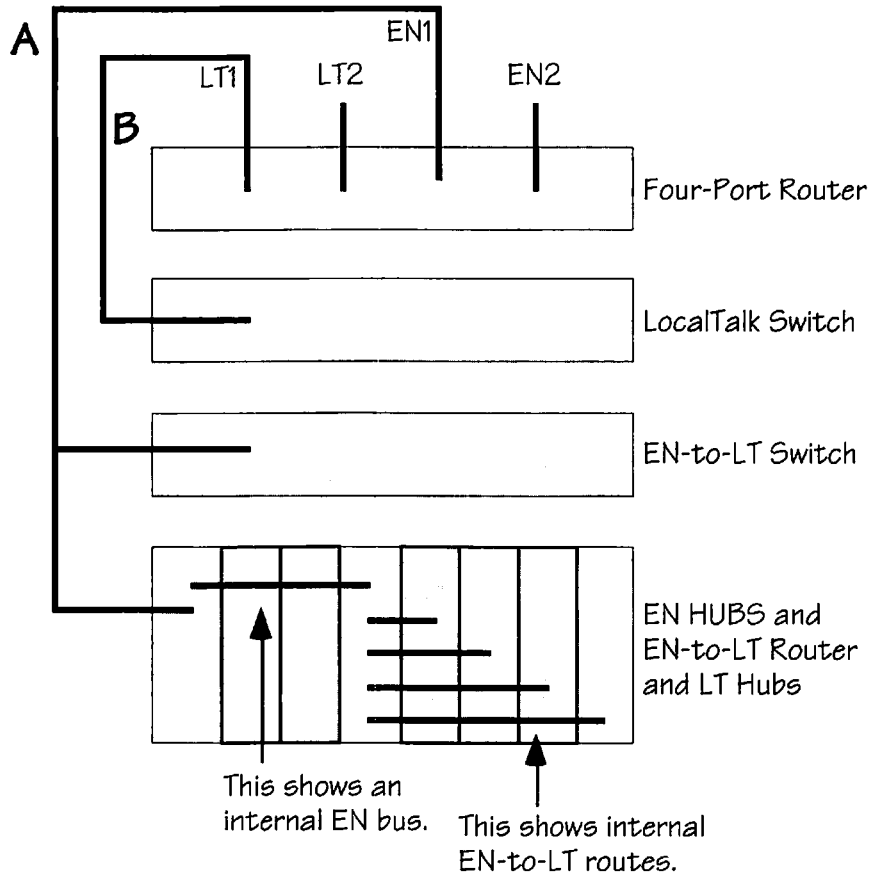 A
EN1
LT1
LT2
EN2
B
Four-Port Router
LocalTalk Switch
EN-to-LT Switch
EN HUBS and
EN-to-LT Router
and LT Hubs
This shows an
internal EN bus.
This shows internal
EN-to-LT routes.